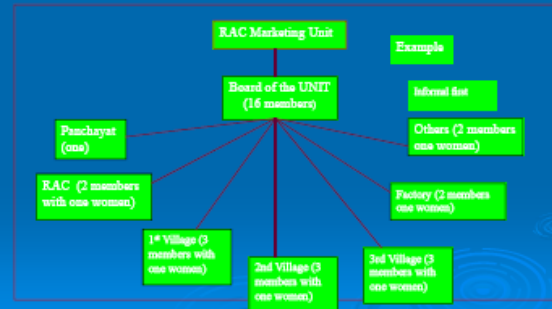 RAC Marketing Unit
Example
Board of the UNIT
(16 members)
Informal first
Panchayat
(one)
Others (2 members
one women)
RAC (2 members
with one women)
Factory (2 members
one women)
1st Village (3
members with
one women)
2nd Village (3
members with
one women)
3rd Village (3
members with
one women)